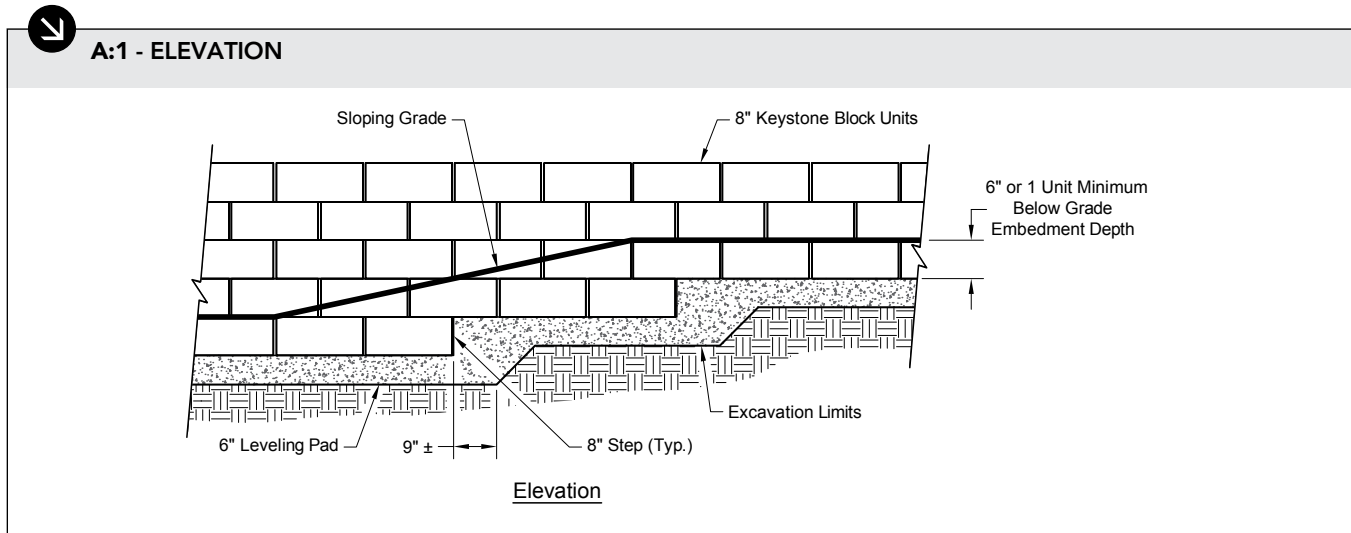 A:1 - ELEVATION
Sloping Grade
8" Keystone Block Units
6" or 1 Unit Minimum
Below Grade
Embedment Depth
Excavation Limits
6" Leveling Pad
9" ±
8" Step (Typ.)
Elevation